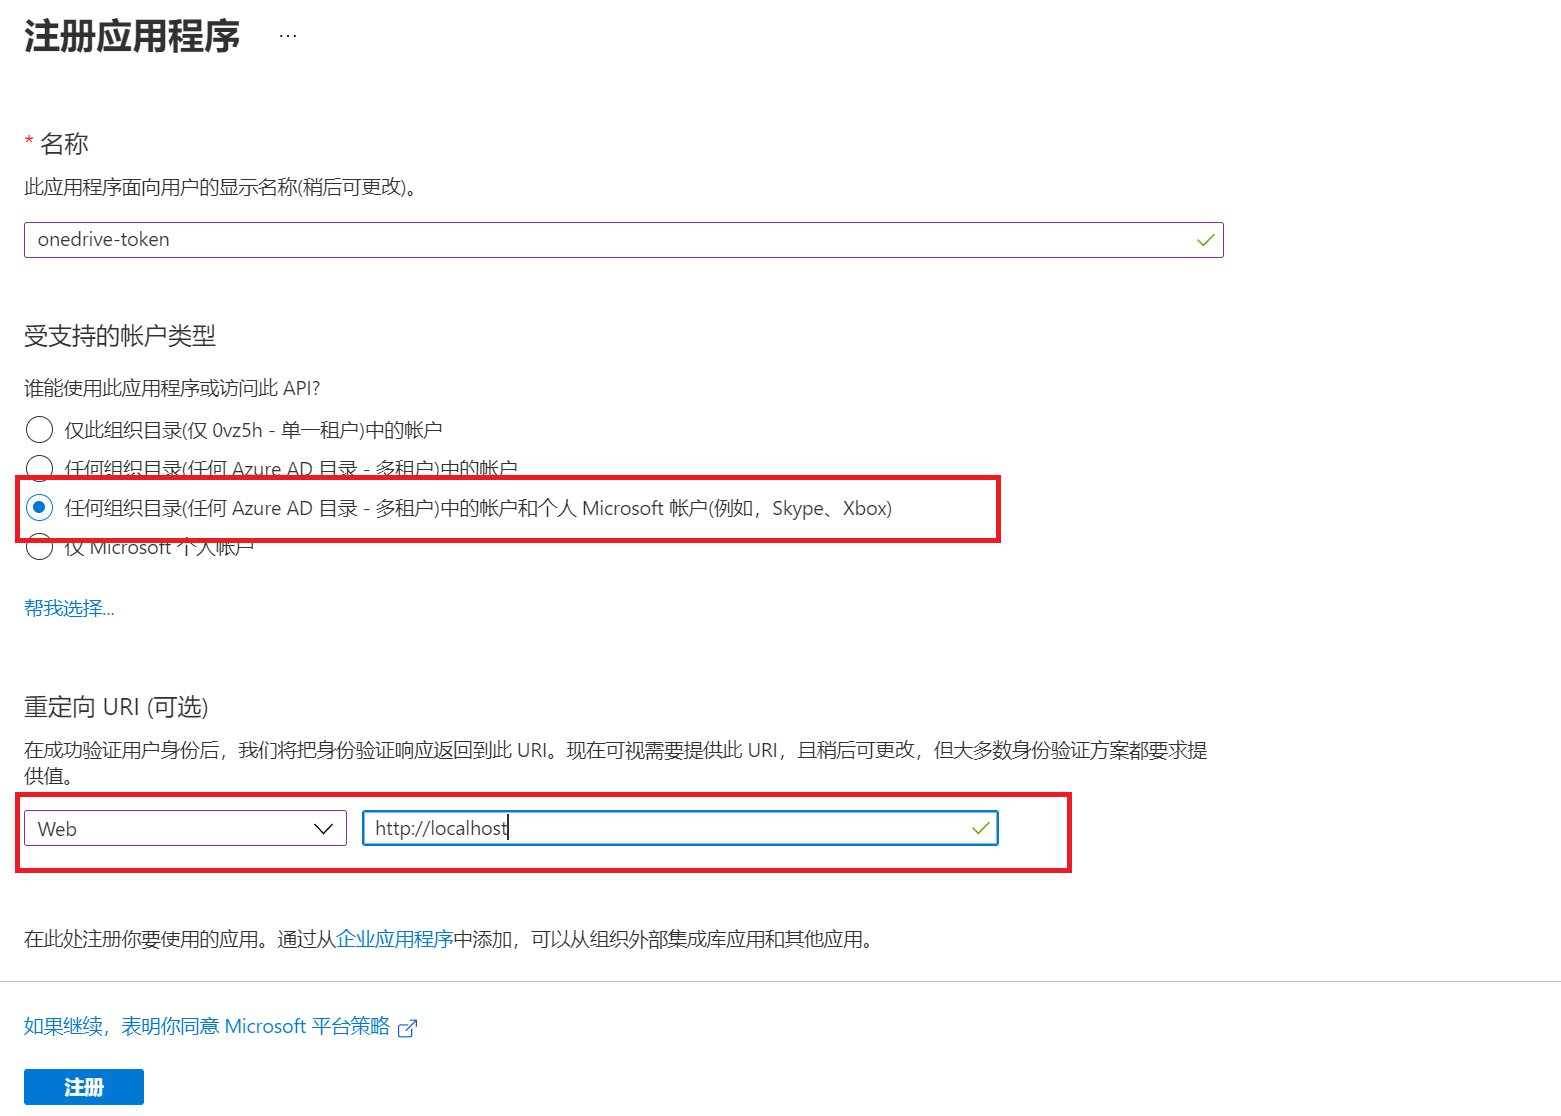 注册应用程序 ...
* 名称
此应用程序面向用户的显示名称(稍后可更改)。
onedrive-token
受支持的帐户类型
谁能使用此应用程序或访问此 API?
仅此组织目录(仅 0vz5h - 单一租户)中的帐户
任何组织目录(任何 Azure AD 目录 - 多租户)中的帐户
任何组织目录(任何 Azure AD 目录 - 多租户)中的帐户和个人 Microsoft 帐户(例如，Skype、Xbox)
仅 Microsoft 个人帐户
帮我选择...
重定向 URI (可选)
在成功验证用户身份后，我们将把身份验证响应返回到此 URI。现在可视需要提供此 URI，且稍后可更改，但大多数身份验证方案都要求提
供值。
Web http://localhost
在此处注册你要使用的应用。通过从企业应用程序中添加，可以从组织外部集成库应用和其他应用。
如果继续，表明你同意 Microsoft 平台策略
注册